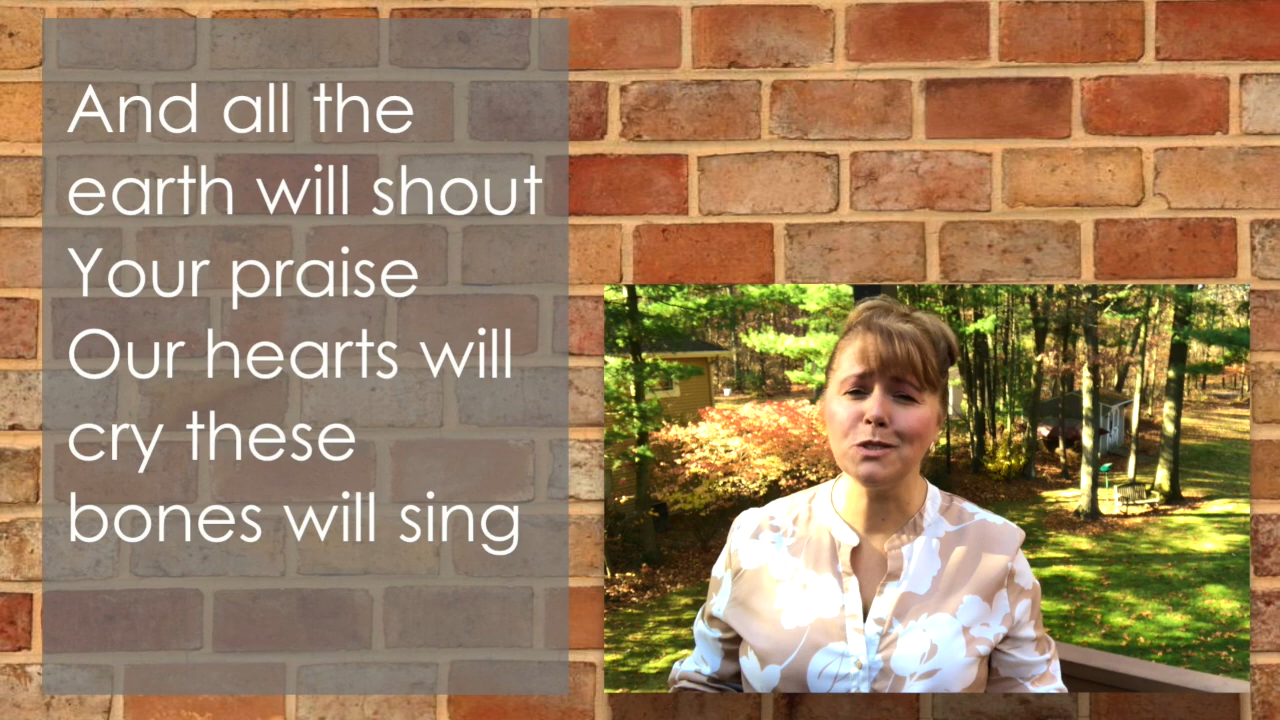 And all the
earth will shout
Your praise
Our hearts will
cry these
bones will sing